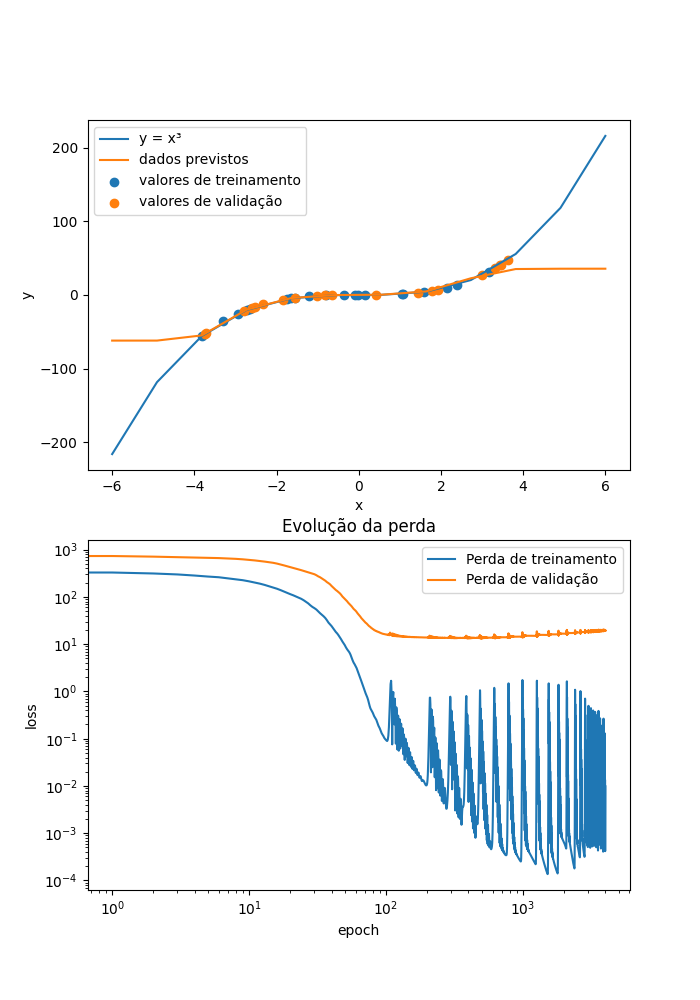 200
100
0
−100
−200
y
y = x³
dados previstos
valores de treinamento
valores de validação
−6 −4 −2 0 2 4 6
x
Evolução da perda
10³
10²
10¹
10⁰
10⁻¹
10⁻²
10⁻³
10⁻⁴
loss
Perda de treinamento
Perda de validação
10⁰ 10¹ 10² 10³
epoch